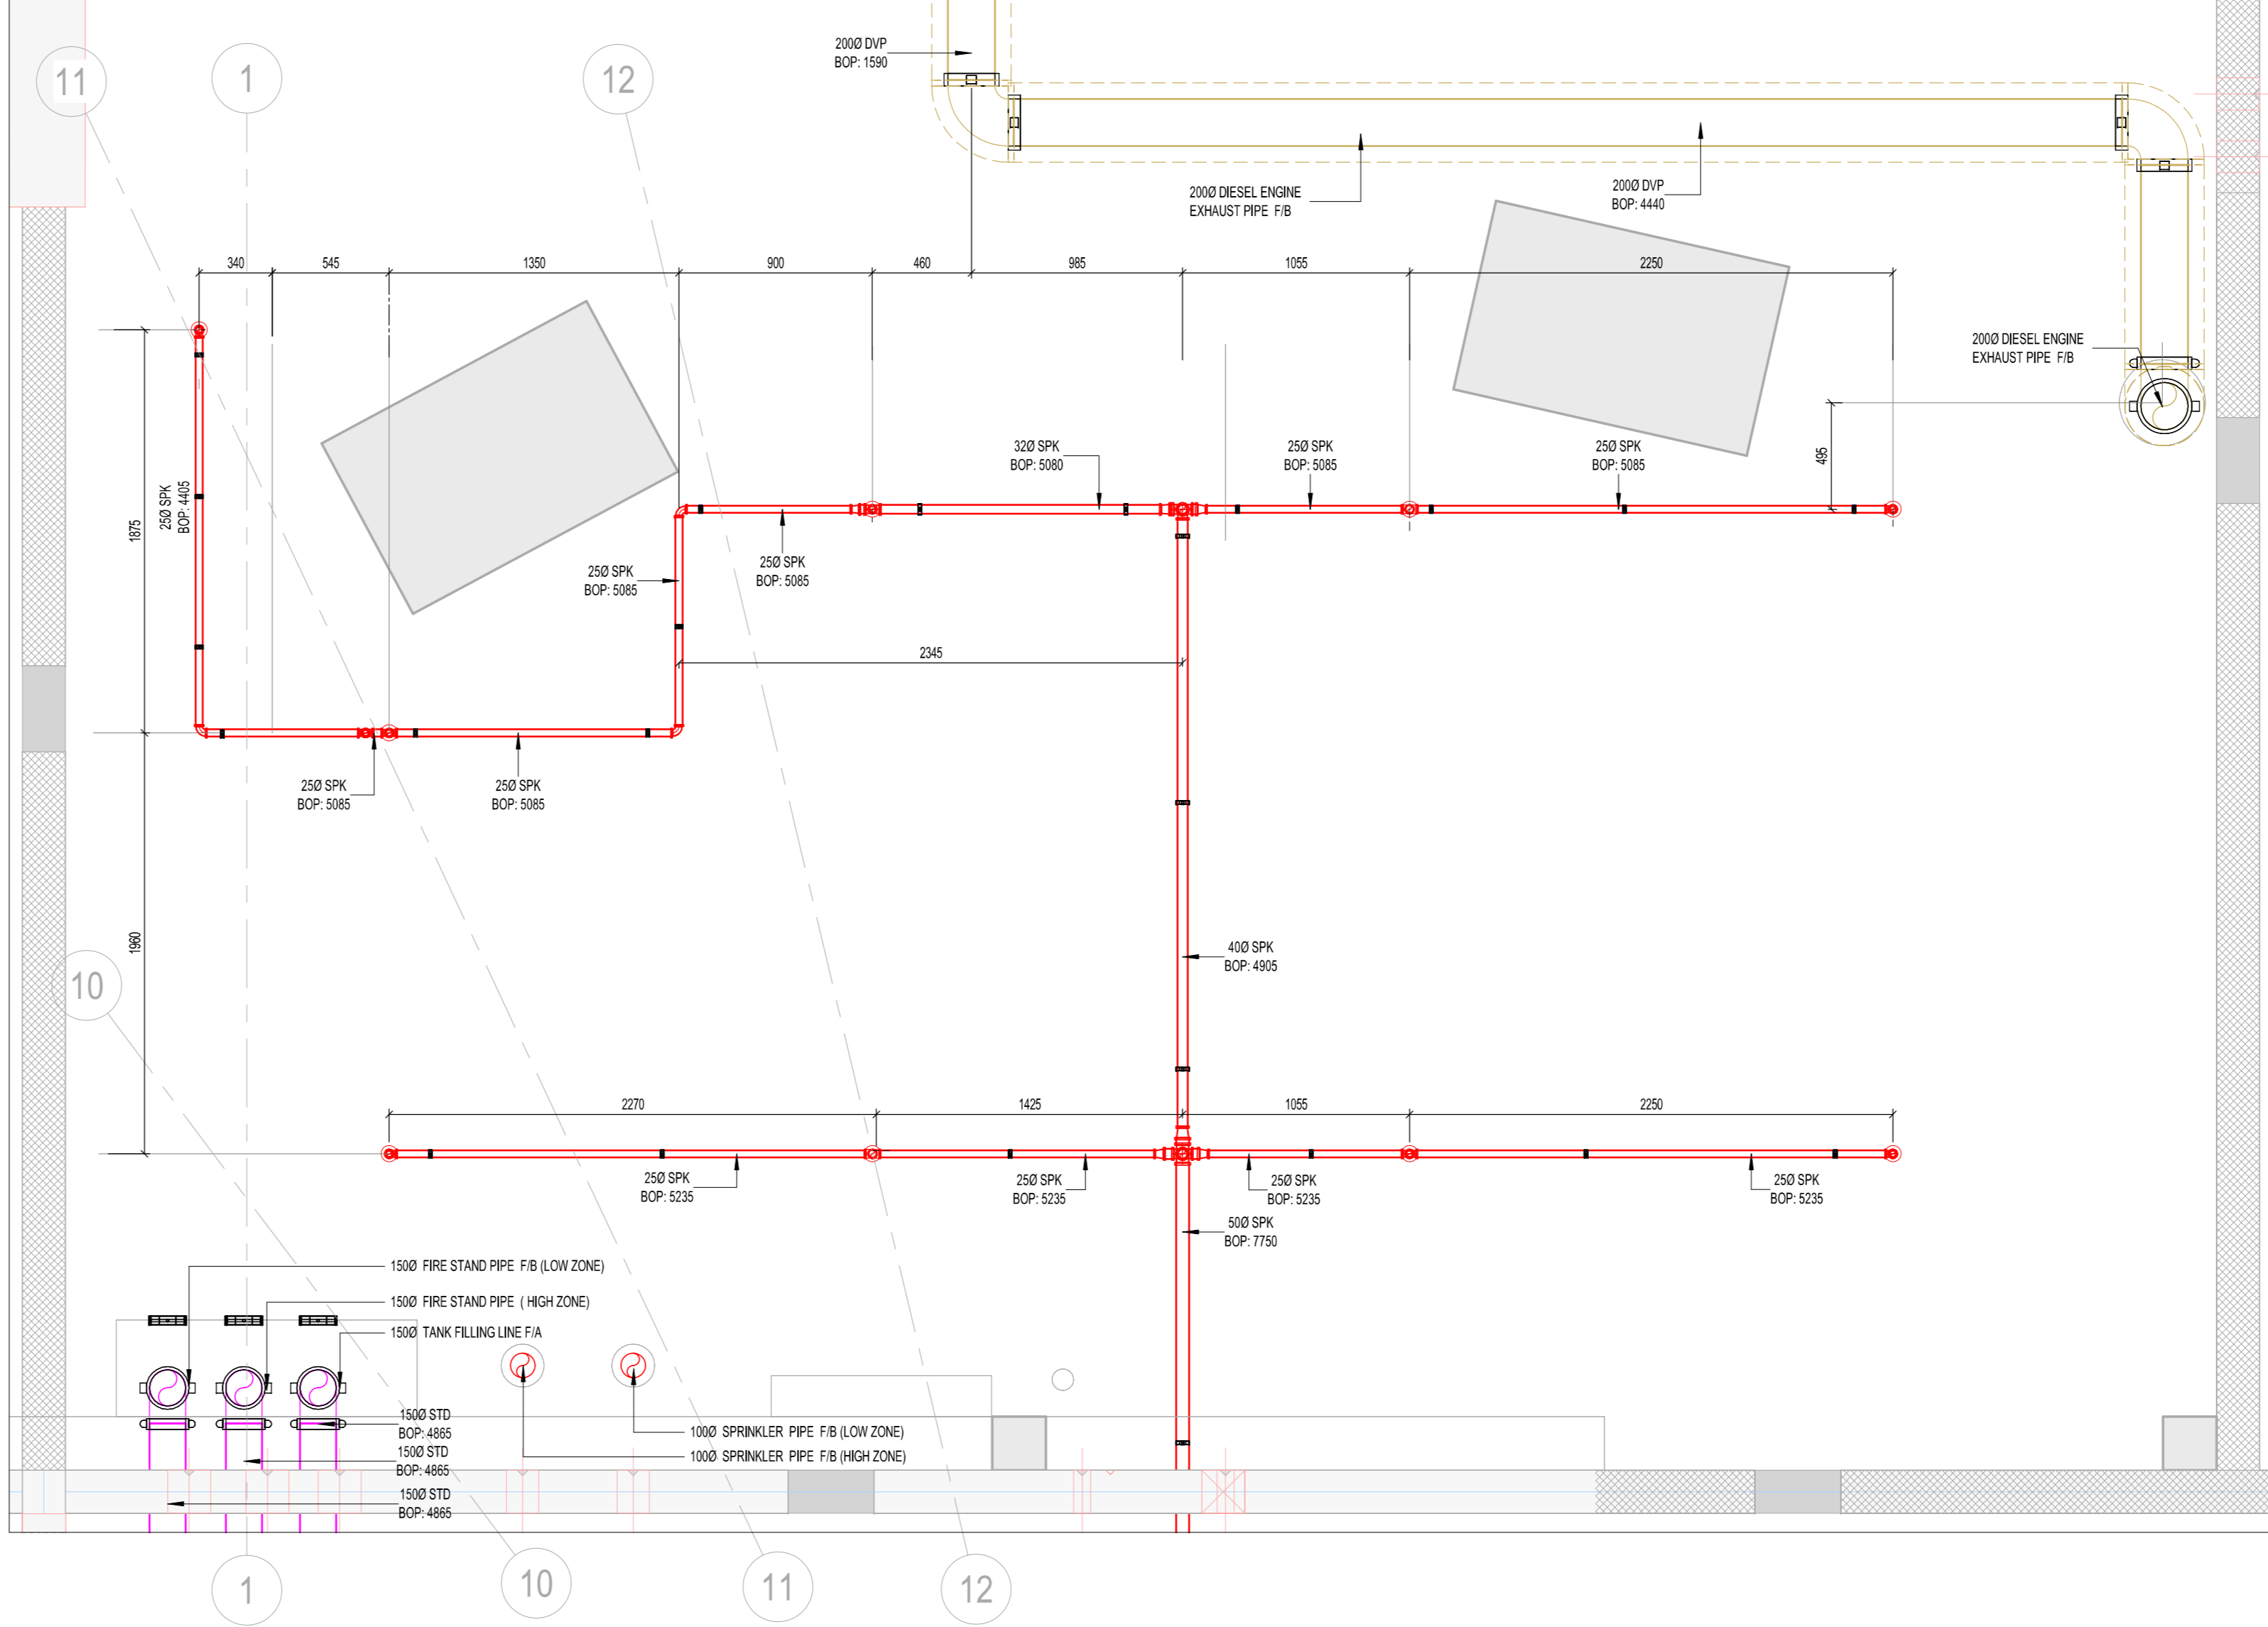 11
1
12
200Ø DVP
BOP: 1590
200Ø DIESEL ENGINE
EXHAUST PIPE F/B
200Ø DVP
BOP: 4440
340
545
1350
900
460
985
1055
2250
200Ø DIESEL ENGINE
EXHAUST PIPE F/B
495
1875
25Ø SPK
BOP: 4405
32Ø SPK
BOP: 5080
25Ø SPK
BOP: 5085
25Ø SPK
BOP: 5085
25Ø SPK
BOP: 5085
25Ø SPK
BOP: 5085
2345
25Ø SPK
BOP: 5085
25Ø SPK
BOP: 5085
1960
10
40Ø SPK
BOP: 4905
2270
1425
1055
2250
25Ø SPK
BOP: 5235
25Ø SPK
BOP: 5235
25Ø SPK
BOP: 5235
25Ø SPK
BOP: 5235
50Ø SPK
BOP: 7750
150Ø FIRE STAND PIPE F/B (LOW ZONE)
150Ø FIRE STAND PIPE ( HIGH ZONE)
150Ø TANK FILLING LINE F/A
150Ø STD
BOP: 4865
150Ø STD
BOP: 4865
150Ø STD
BOP: 4865
100Ø SPRINKLER PIPE F/B (LOW ZONE)
100Ø SPRINKLER PIPE F/B (HIGH ZONE)
1
10
11
12